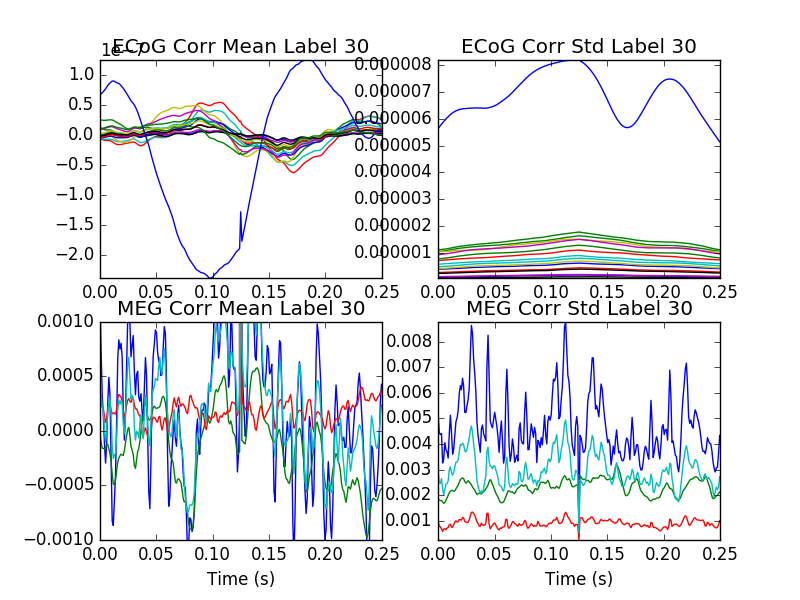 1e−7
ECoG Corr Mean Label 30
1.0
0.5
0.0
−0.5
−1.0
−1.5
−2.0
0.00 0.05 0.10 0.15 0.20 0.25
ECoG Corr Std Label 30
0.000008
0.000007
0.000006
0.000005
0.000004
0.000003
0.000002
0.000001
0.00 0.05 0.10 0.15 0.20 0.25
MEG Corr Mean Label 30
0.0010
0.0005
0.0000
−0.0005
−0.0010
0.00 0.05 0.10 0.15 0.20 0.25
Time (s)
MEG Corr Std Label 30
0.008
0.007
0.006
0.005
0.004
0.003
0.002
0.001
0.00 0.05 0.10 0.15 0.20 0.25
Time (s)